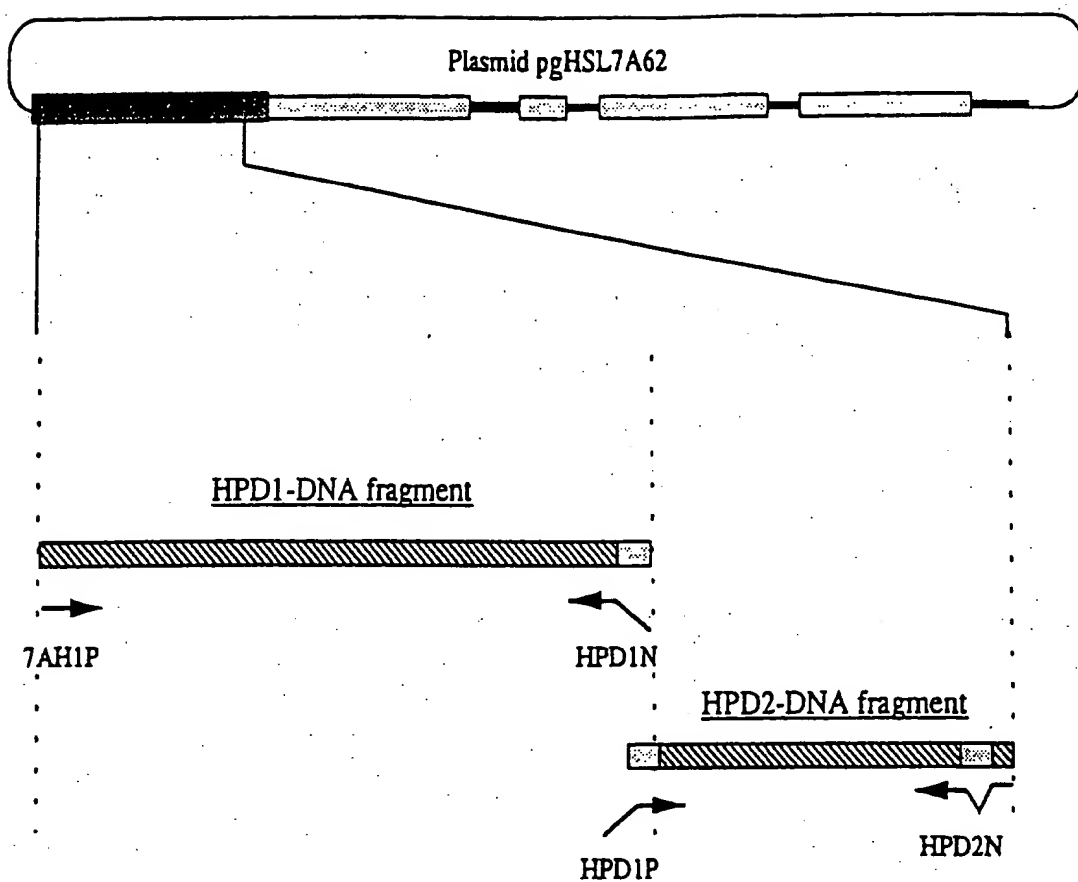 Plasmid pgHSL7A62
HPD1-DNA fragment
7AH1P
HPD1N
HPD2-DNA fragment
HPD1P
HPD2N